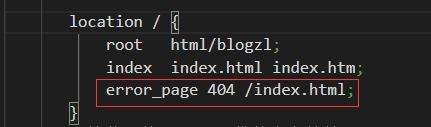 location / {
root html/blogzl;
index index.html index.htm;
error_page 404 /index.html;
}